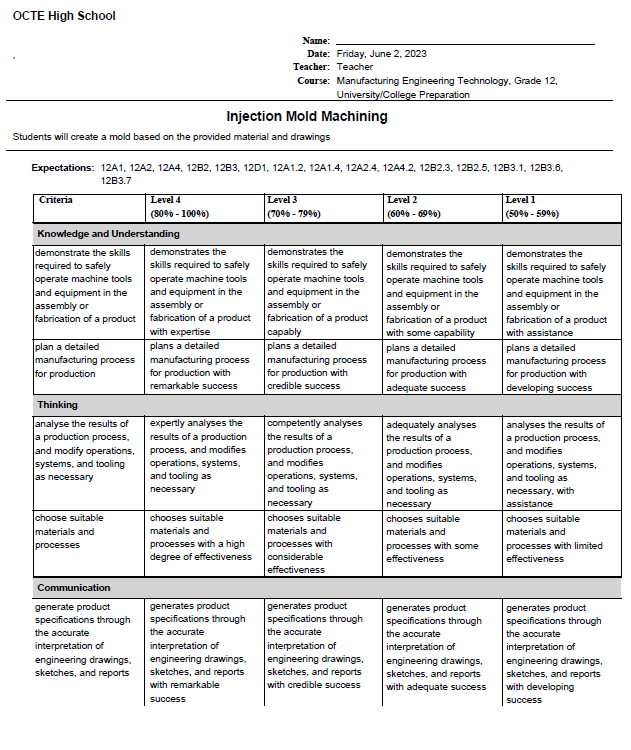 OCTE High School
Name:
Date: Friday, June 2, 2023
Teacher: Teacher
Course: Manufacturing Engineering Technology, Grade 12,
University/College Preparation
Injection Mold Machining
Students will create a mold based on the provided material and drawings
Expectations: 12A1, 12A2, 12A4, 12B2, 12B3, 12D1, 12A1.2, 12A1.4, 12A2.4, 12A4.2, 12B2.3, 12B2.5, 12B3.1, 12B3.6,
12B3.7
Criteria
Level 4
(80% - 100%)
Level 3
(70% - 79%)
Level 2
(60% - 69%)
Level 1
(50% - 59%)
Knowledge and Understanding
demonstrate the skills
required to safely
operate machine tools
and equipment in the
assembly or
fabrication of a product
demonstrates the
skills required to safely
operate machine tools
and equipment in the
assembly or
fabrication of a product
with expertise
demonstrates the
skills required to safely
operate machine tools
and equipment in the
assembly or
fabrication of a product
capably
demonstrates the
skills required to safely
operate machine tools
and equipment in the
assembly or
fabrication of a product
with some capability
demonstrates the
skills required to safely
operate machine tools
and equipment in the
assembly or
fabrication of a product
with assistance
plan a detailed
manufacturing process
for production
plans a detailed
manufacturing process
for production with
remarkable success
plans a detailed
manufacturing process
for production with
credible success
plans a detailed
manufacturing process
for production with
adequate success
plans a detailed
manufacturing process
for production with
developing success
Thinking
analyse the results of
a production process,
and modify operations,
systems, and tooling
as necessary
expertly analyses the
results of a production
process, and modifies
operations, systems,
and tooling as
necessary
competently analyses
the results of a
production process,
and modifies
operations, systems,
and tooling as
necessary
adequately analyses
the results of a
production process,
and modifies
operations, systems,
and tooling as
necessary
analyses the results of
a production process,
and modifies
operations, systems,
and tooling as
necessary, with
assistance
choose suitable
materials and
processes
chooses suitable
materials and
processes with a high
degree of effectiveness
chooses suitable
materials and
processes with
considerable
effectiveness
chooses suitable
materials and
processes with some
effectiveness
chooses suitable
materials and
processes with limited
effectiveness
Communication
generate product
specifications through
the accurate
interpretation of
engineering drawings,
sketches, and reports
generates product
specifications through
the accurate
interpretation of
engineering drawings,
sketches, and reports
with remarkable
success
generates product
specifications through
the accurate
interpretation of
engineering drawings,
sketches, and reports
with credible success
generates product
specifications through
the accurate
interpretation of
engineering drawings,
sketches, and reports
with adequate success
generates product
specifications through
the accurate
interpretation of
engineering drawings,
sketches, and reports
with developing
success